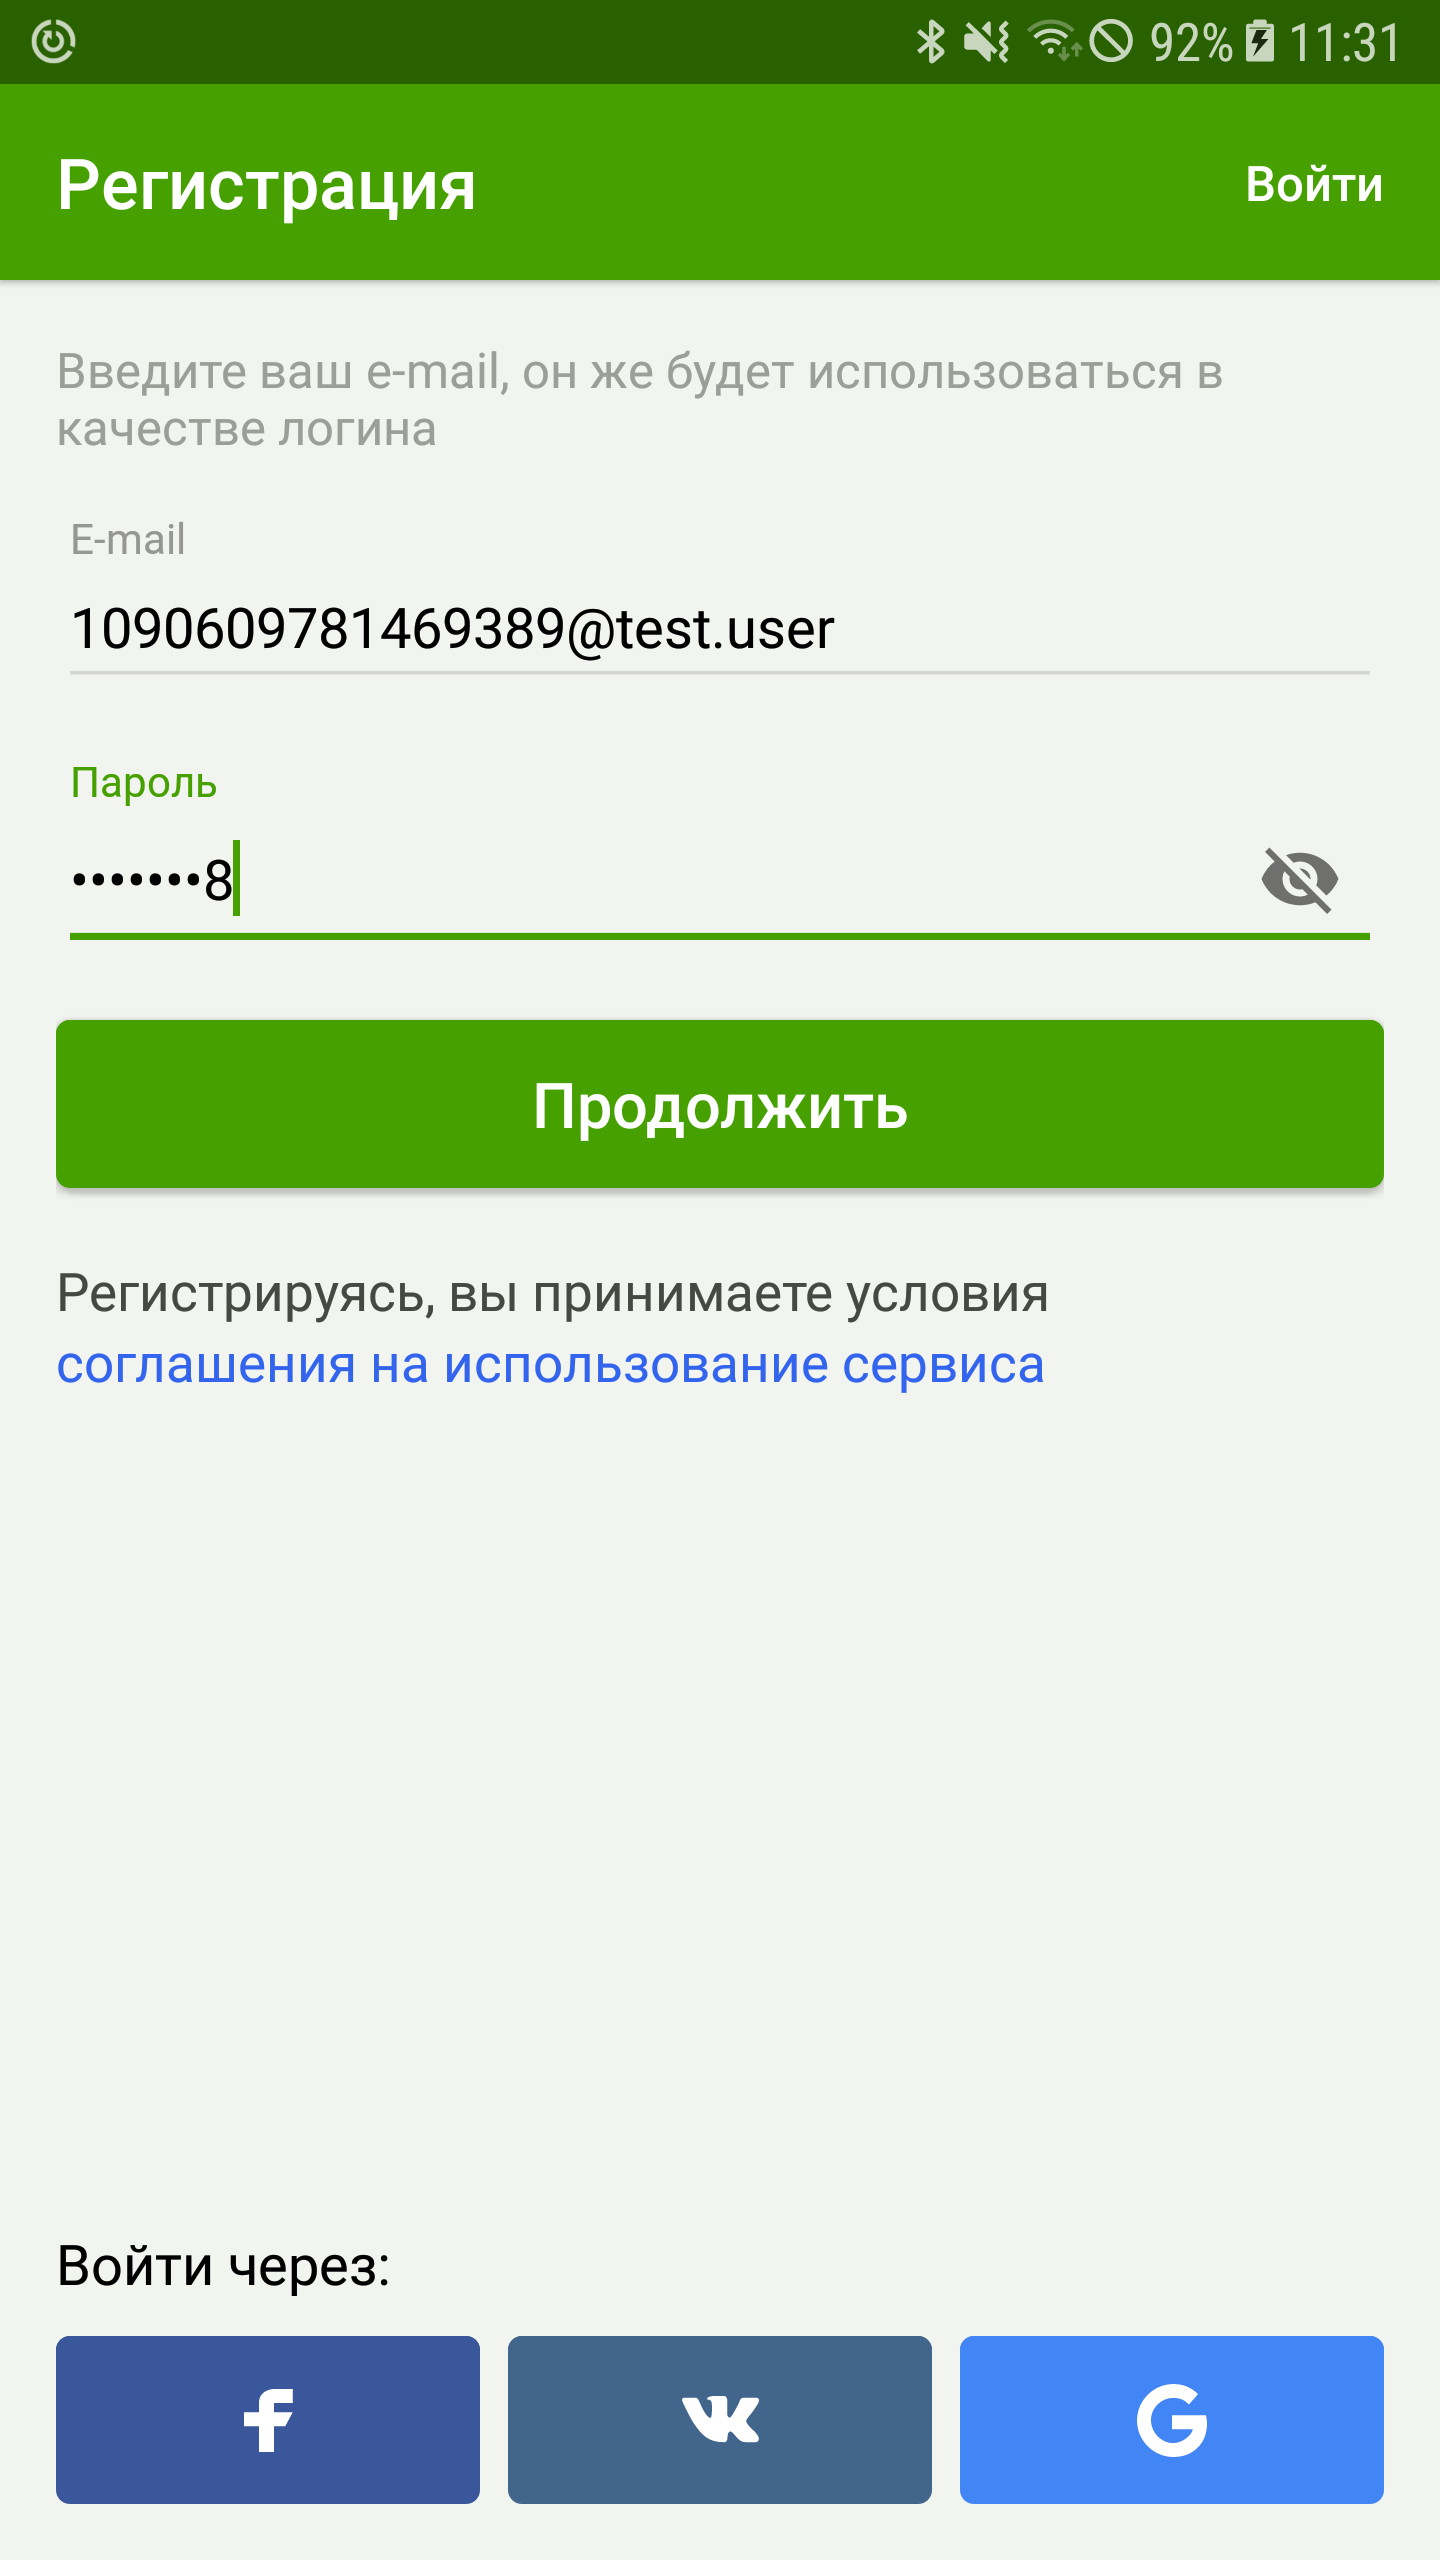 92% 11:31
Регистрация
Войти
Введите ваш e-mail, он же будет использоваться в
качестве логина
E-mail
1090609781469389@test.user
Пароль
•••••••8
Продолжить
Регистрируясь, вы принимаете условия
соглашения на использование сервиса
Войти через: